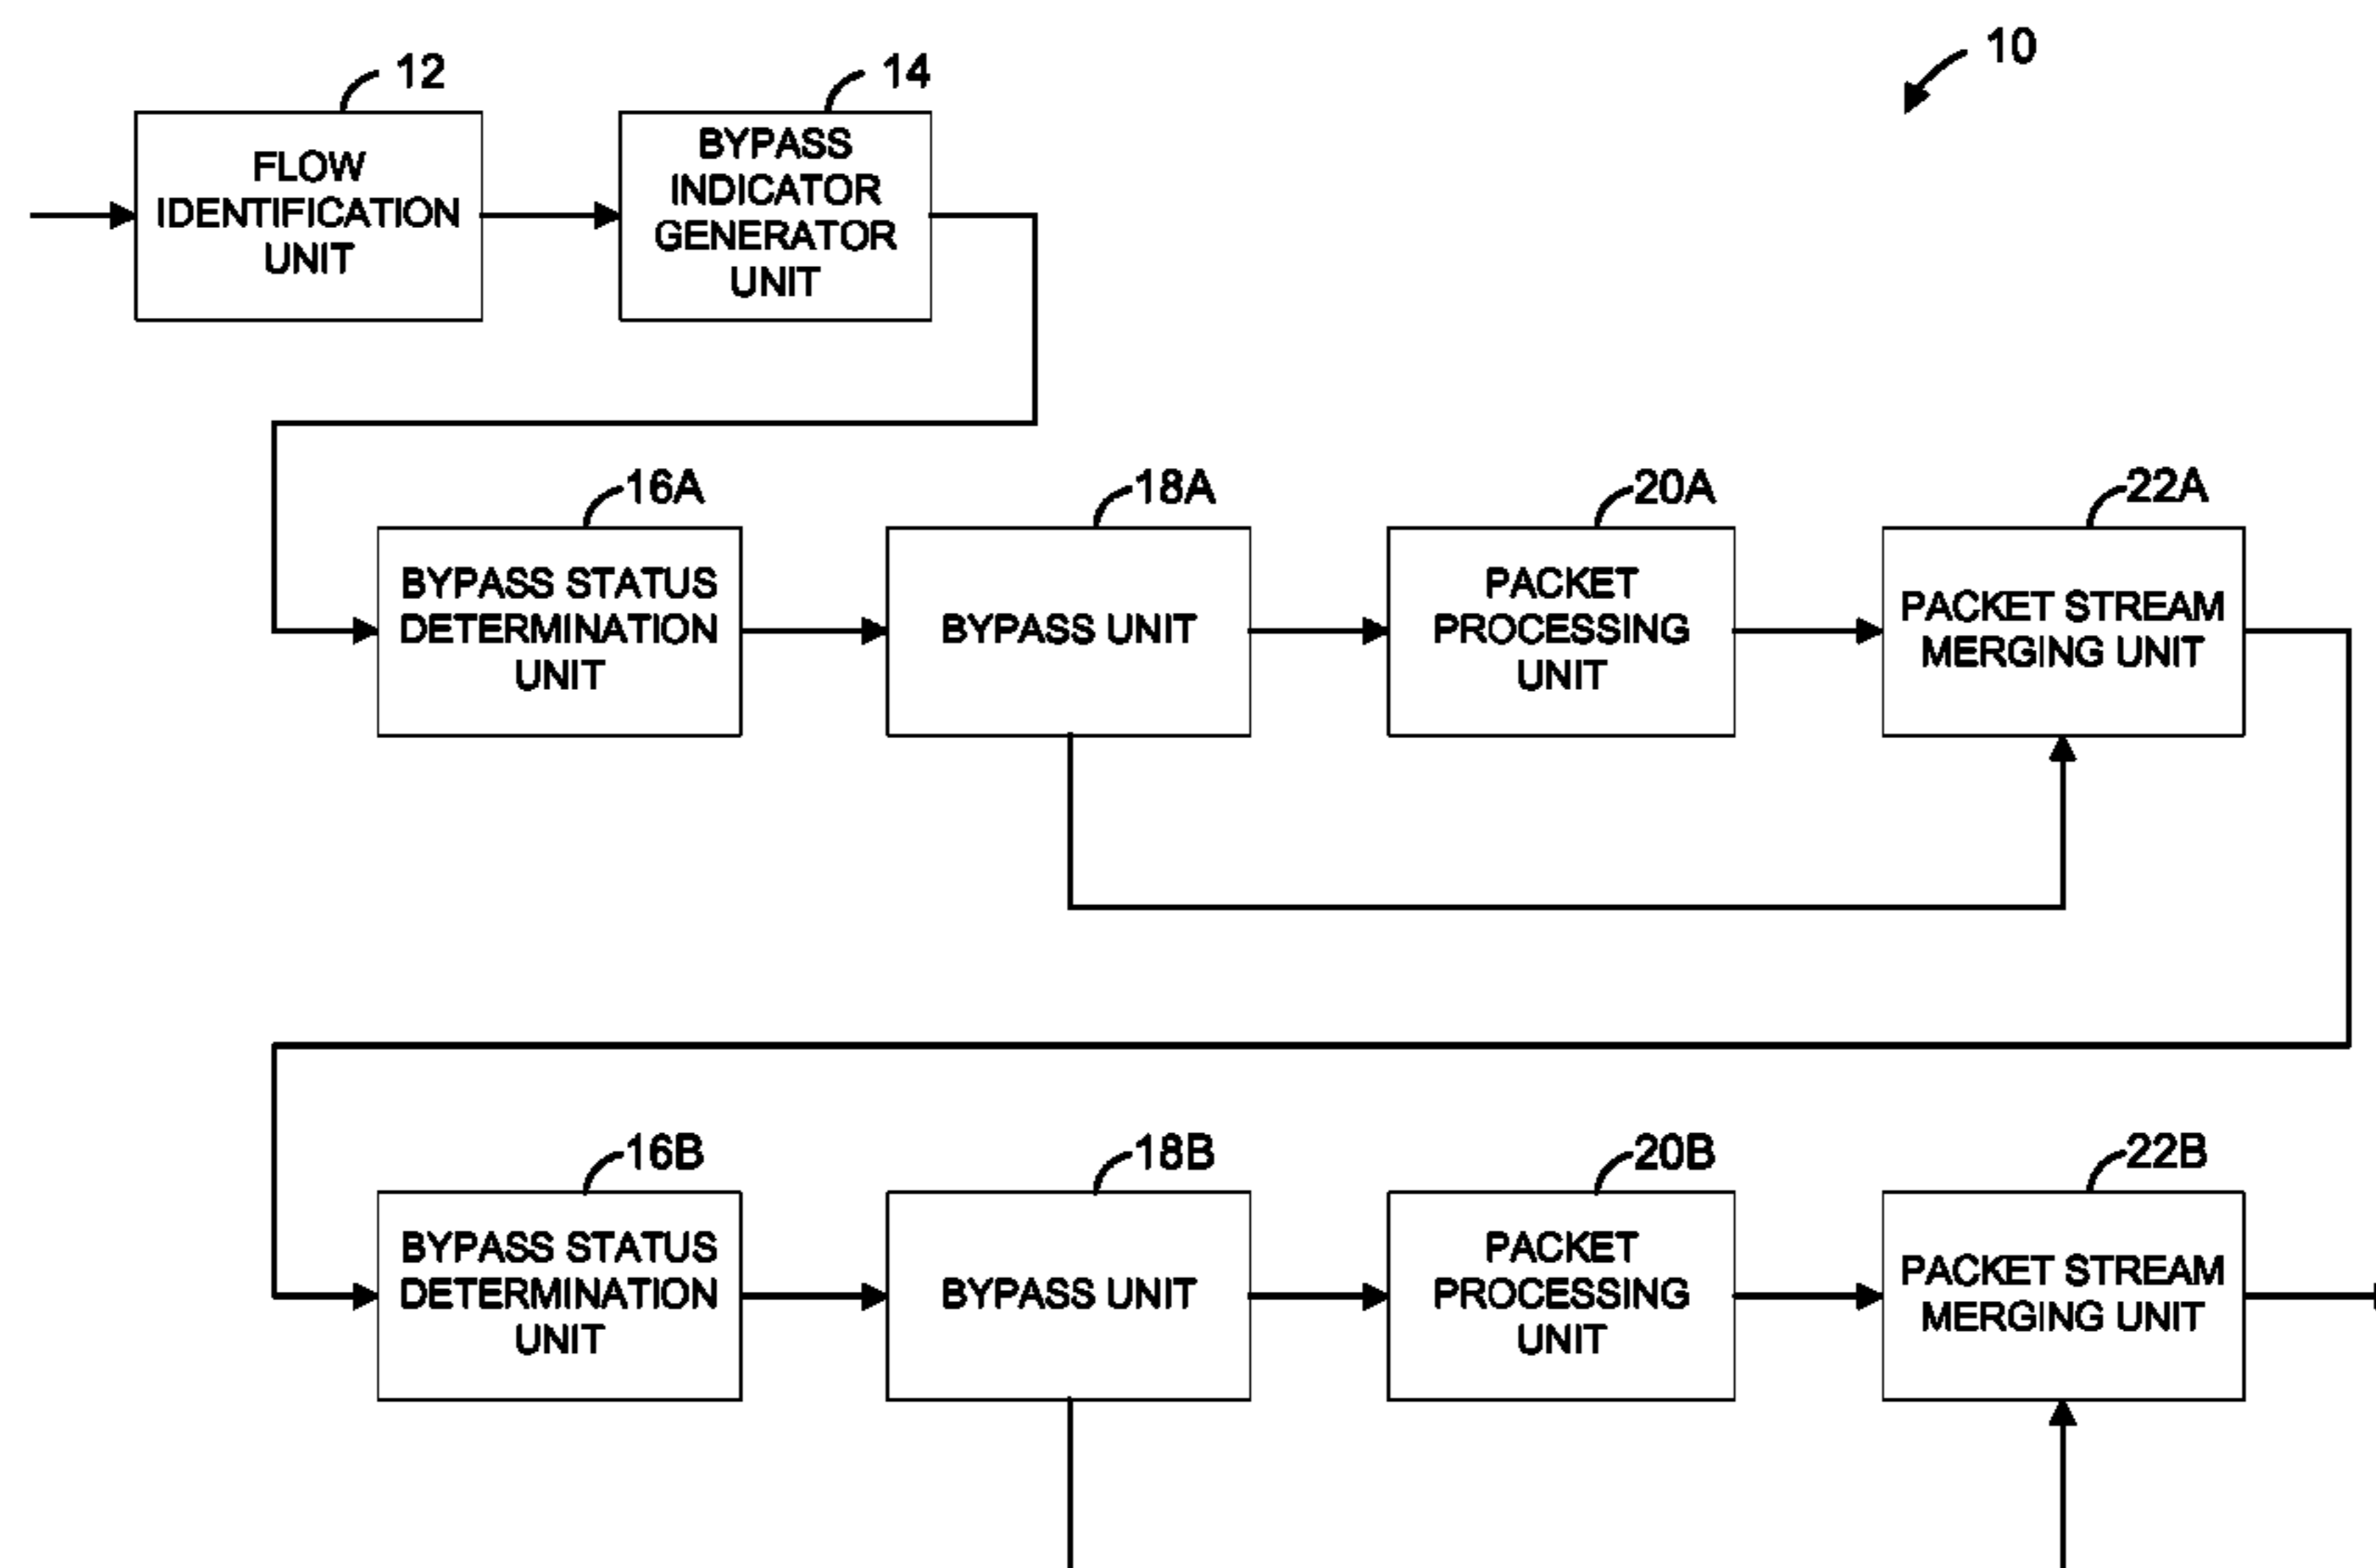 10
12
14
FLOW
IDENTIFICATION
UNIT
BYPASS
INDICATOR
GENERATOR
UNIT
16A
18A
20A
22A
BYPASS STATUS
DETERMINATION
UNIT
BYPASS UNIT
PACKET
PROCESSING
UNIT
PACKET STREAM
MERGING UNIT
16B
18B
20B
22B
BYPASS STATUS
DETERMINATION
UNIT
BYPASS UNIT
PACKET
PROCESSING
UNIT
PACKET STREAM
MERGING UNIT